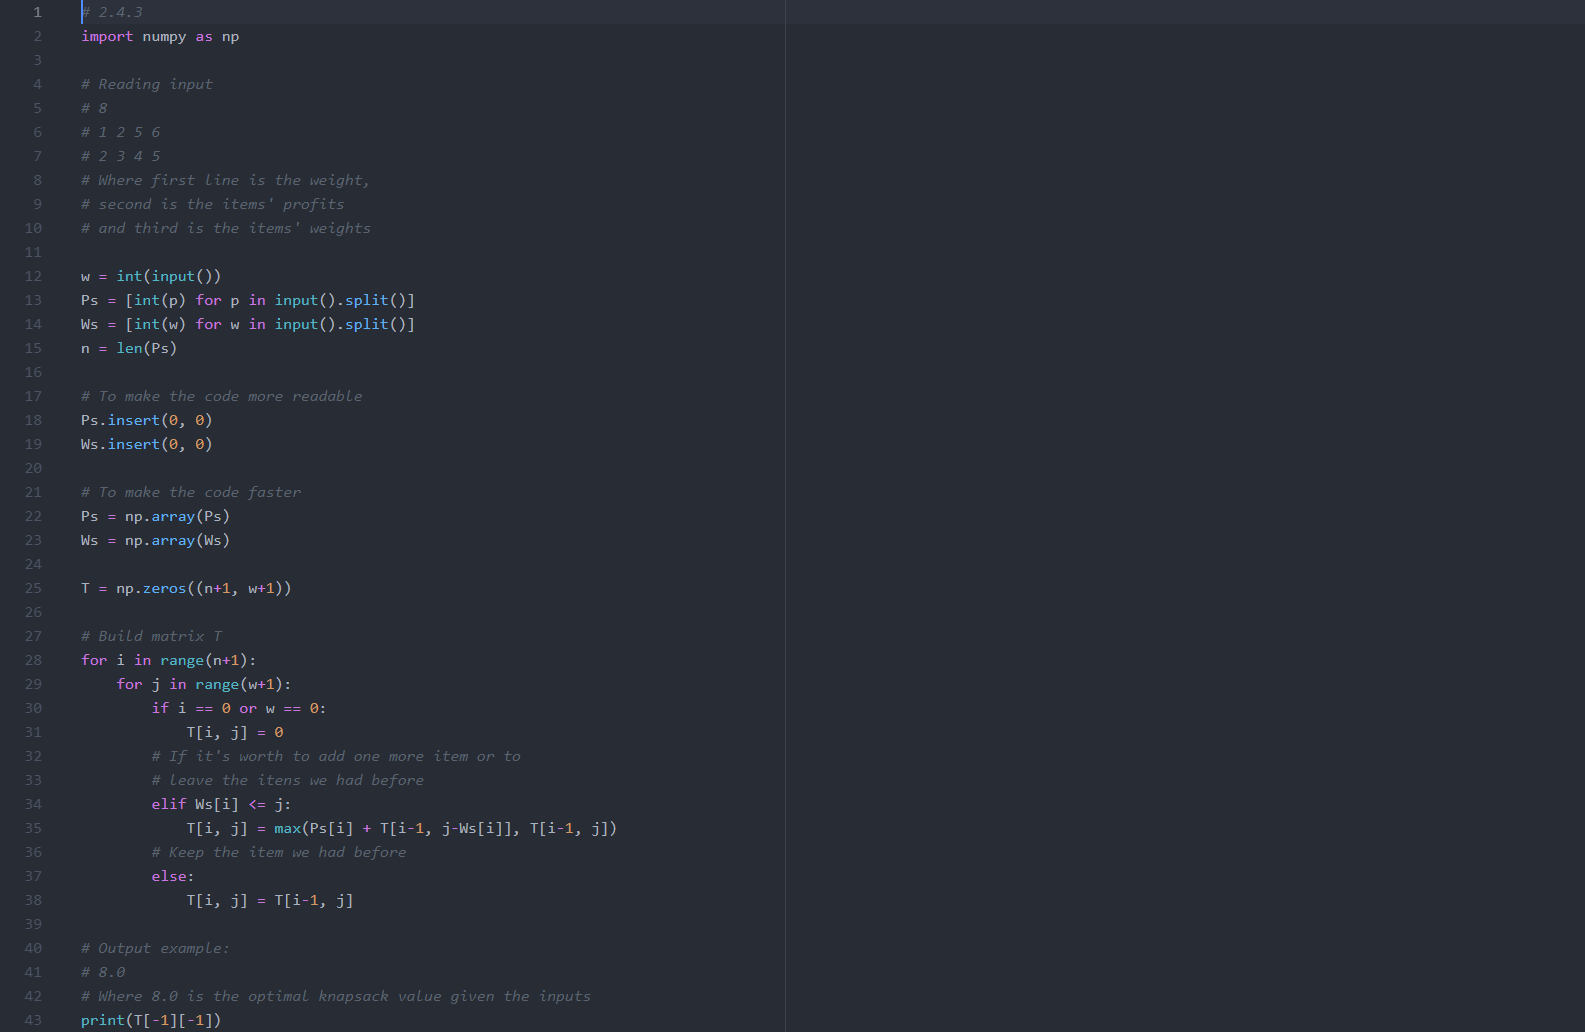 1 # 2.4.3
2 import numpy as np
3
4 # Reading input
5 # 8
6 # 1 2 5 6
7 # 2 3 4 5
8 # Where first line is the weight,
9 # second is the items' profits
10 # and third is the items' weights
11
12 w = int(input())
13 Ps = [int(p) for p in input().split()]
14 Ws = [int(w) for w in input().split()]
15 n = len(Ps)
16
17 # To make the code more readable
18 Ps.insert(0, 0)
19 Ws.insert(0, 0)
20
21 # To make the code faster
22 Ps = np.array(Ps)
23 Ws = np.array(Ws)
24
25 T = np.zeros((n+1, w+1))
26
27 # Build matrix T
28 for i in range(n+1):
29     for j in range(w+1):
30         if i == 0 or w == 0:
31             T[i, j] = 0
32         # If it's worth to add one more item or to
33         # leave the itens we had before
34         elif Ws[i] <= j:
35             T[i, j] = max(Ps[i] + T[i-1, j-Ws[i]], T[i-1, j])
36         # Keep the item we had before
37         else:
38             T[i, j] = T[i-1, j]
39
40 # Output example:
41 # 8.0
42 # Where 8.0 is the optimal knapsack value given the inputs
43 print(T[-1][-1])